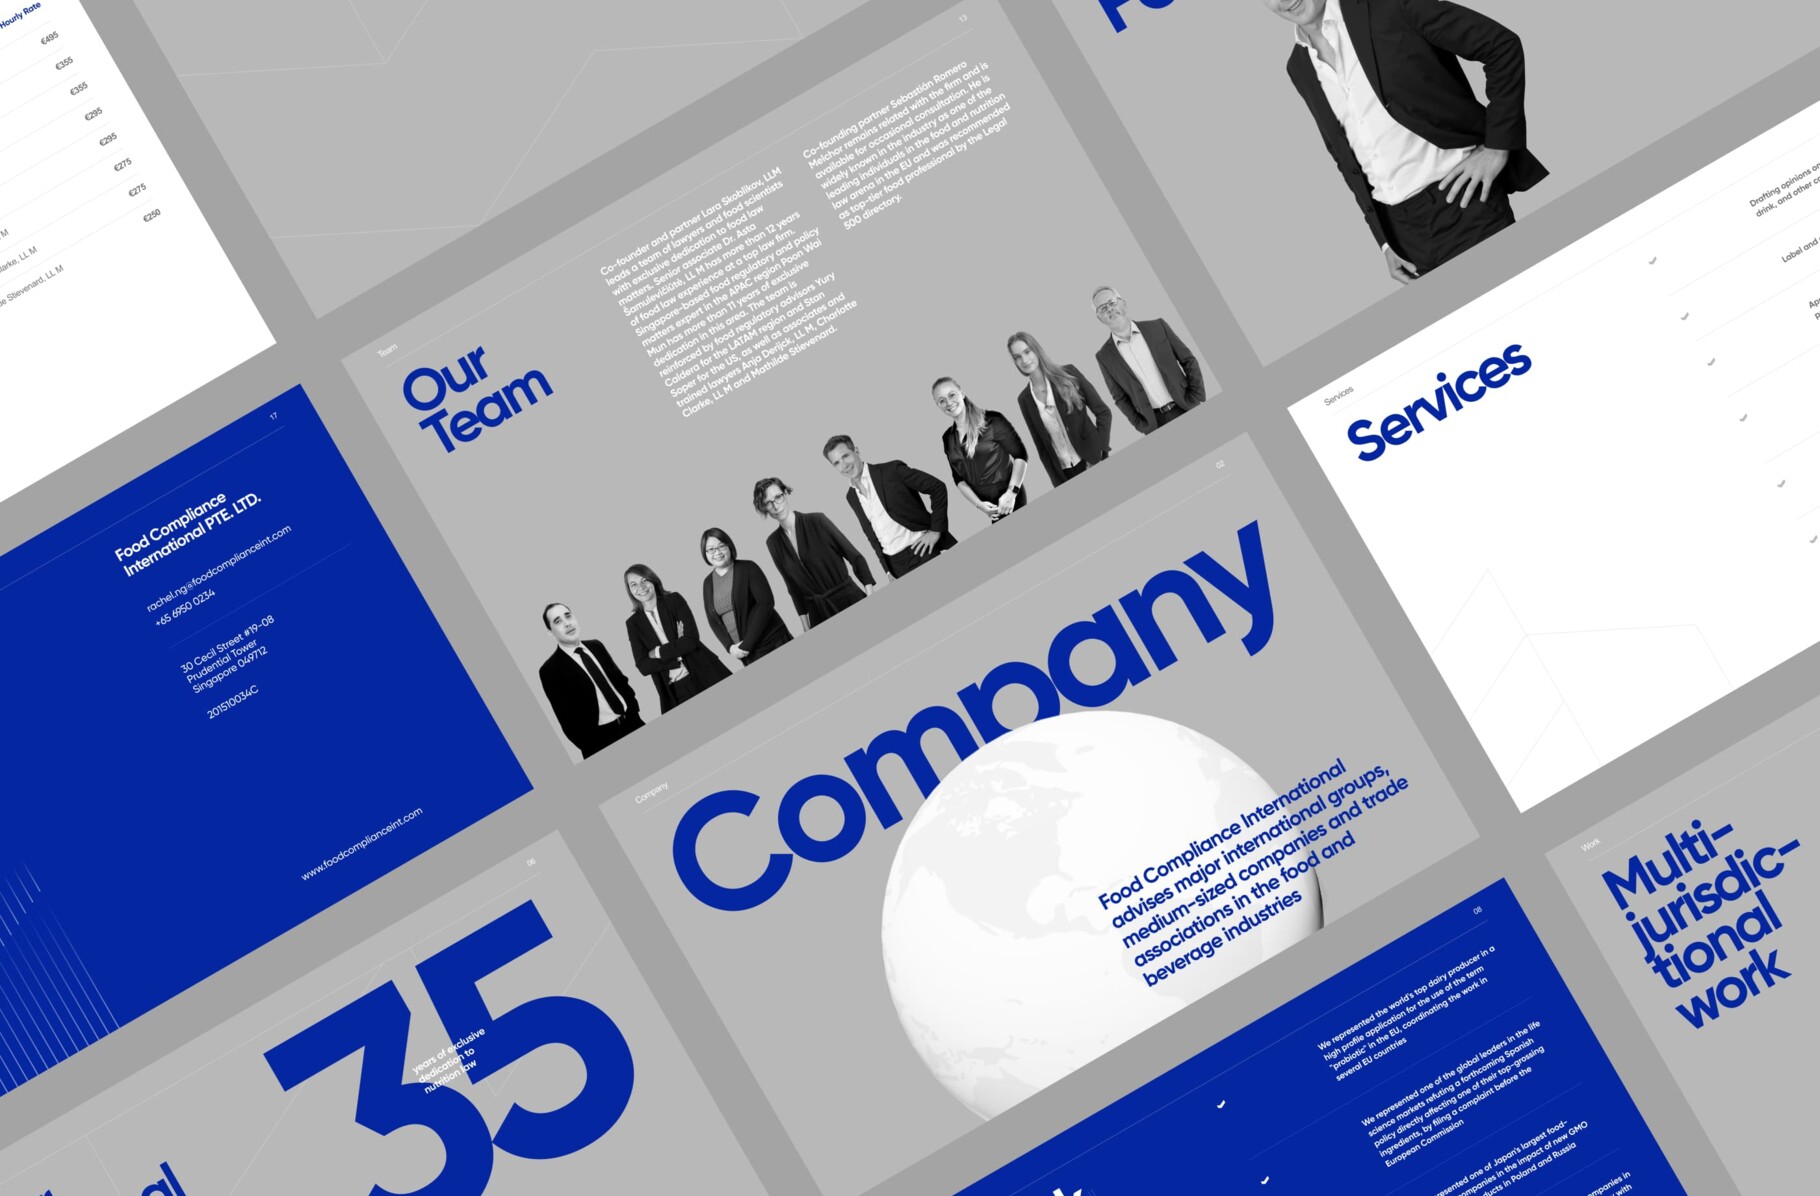 Hourly Rate
€495
€355
€355
€295
€295
€275
€275
€250
Clarke, LL M
de Stievenard, LL M
13
Team
Our
Team
Co-founder and partner Lara Skoblikov, LLM
leads a team of lawyers and food scientists
with exclusive dedication to food law
matters. Senior associate Dr. Asta
Šamulevičiūtė, LL M has more than 12 years
of food law experience at a top law firm.
Singapore-based food regulatory and policy
matters expert in the APAC region Poon Wai
Mun has more than 11 years of exclusive
dedication in this area. The team is
reinforced by food regulatory advisors Yury
Caldera for the LATAM region and Stan
Soper for the US, as well as associates and
trained lawyers Anja Derijck, LL M, Charlotte
Clarke, LL M and Mathilde Stievenard.
Co-founding partner Sebastián Romero
Melchor remains related with the firm and is
available for occasional consultation. He is
widely known in the industry as one of the
leading individuals in the food and nutrition
law arena in the EU and was recommended
as top-tier food professional by the Legal
500 directory.
Services
Services
Drafting opinions on
drink, and other co
Label and
17
Food Compliance
International PTE. LTD.
rachel.ng@foodcomplianceint.com
+65 6950 0234
30 Cecil Street #19-08
Prudential Tower
Singapore 049712
201510034C
www.foodcomplianceint.com
02
Company
Company
Food Compliance International
advises major international groups,
medium-sized companies and trade
associations in the food and
beverage industries
06
35
years of exclusive
dedication to
nutrition law
08
We represented the world's top dairy producer in a
high profile application for the use of the term
"probiotic" in the EU, coordinating the work in
several EU countries
We represented one of the global leaders in the life
science markets refuting a forthcoming Spanish
policy directly affecting one of their top-grossing
ingredients, by filing a complaint before the
European Commission
resented one of Japan's largest food-
companies in the impact of new GMO
ducts in Poland and Russia
companies in
with
Work
Multi-
jurisdic-
tional
work